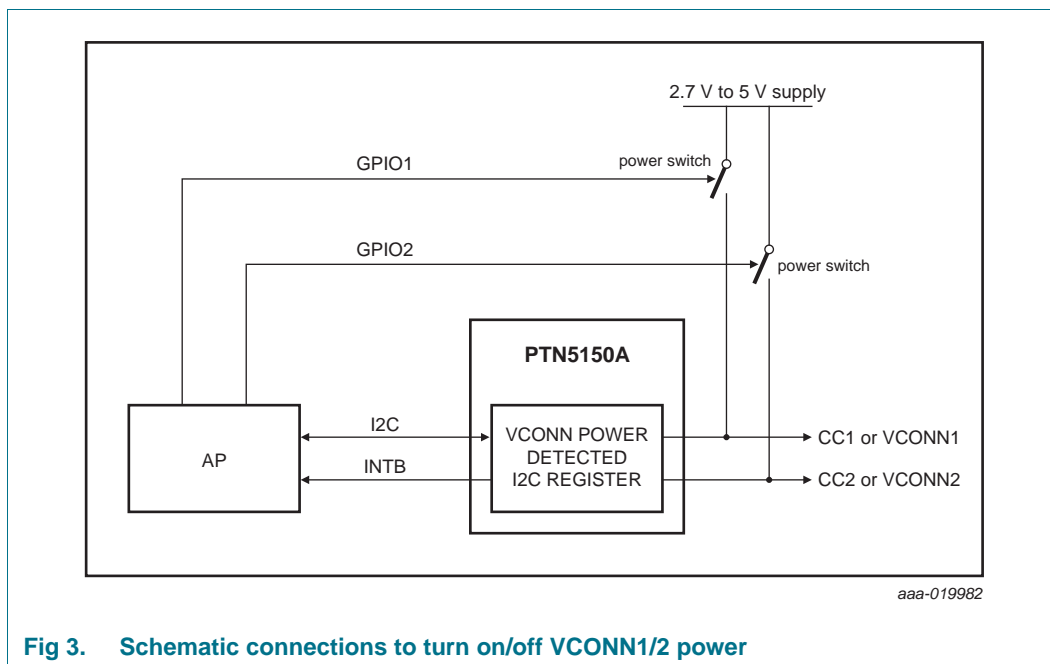 2.7 V to 5 V supply
GPIO1
power switch
GPIO2
power switch
PTN5150A
AP
I2C
INTB
VCONN POWER
DETECTED
I2C REGISTER
CC1 or VCONN1
CC2 or VCONN2
aaa-019982
Fig 3. Schematic connections to turn on/off VCONN1/2 power